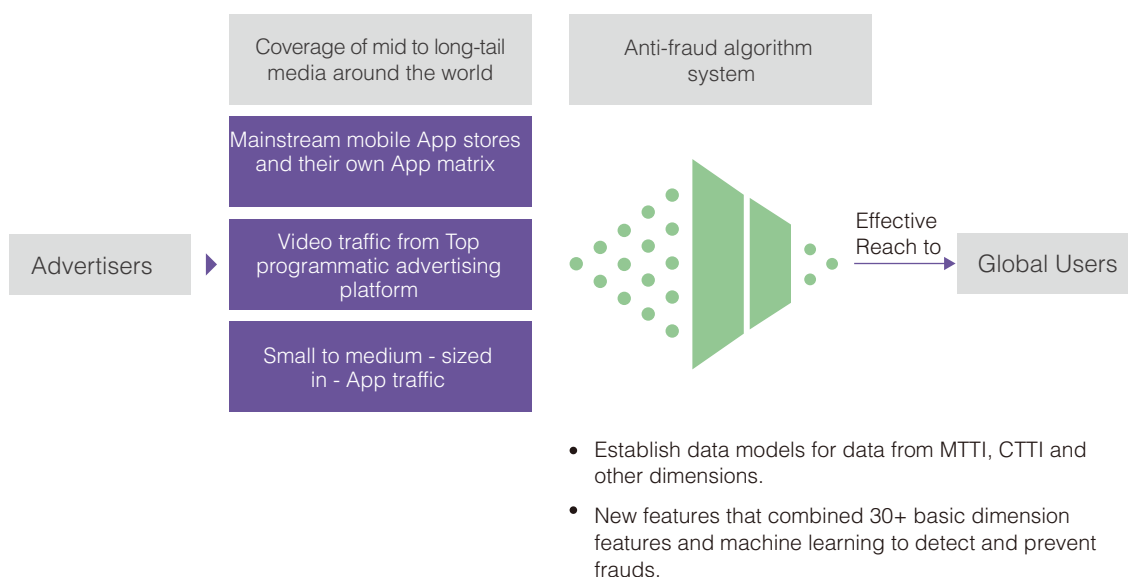 Coverage of mid to long-tail
media around the world
Anti-fraud algorithm
system
Mainstream mobile App stores
and their own App matrix
Advertisers
Video traffic from Top
programmatic advertising
platform
Small to medium - sized
in - App traffic
Effective
Reach to
Global Users
• Establish data models for data from MTTI, CTTI and
other dimensions.
• New features that combined 30+ basic dimension
features and machine learning to detect and prevent
frauds.